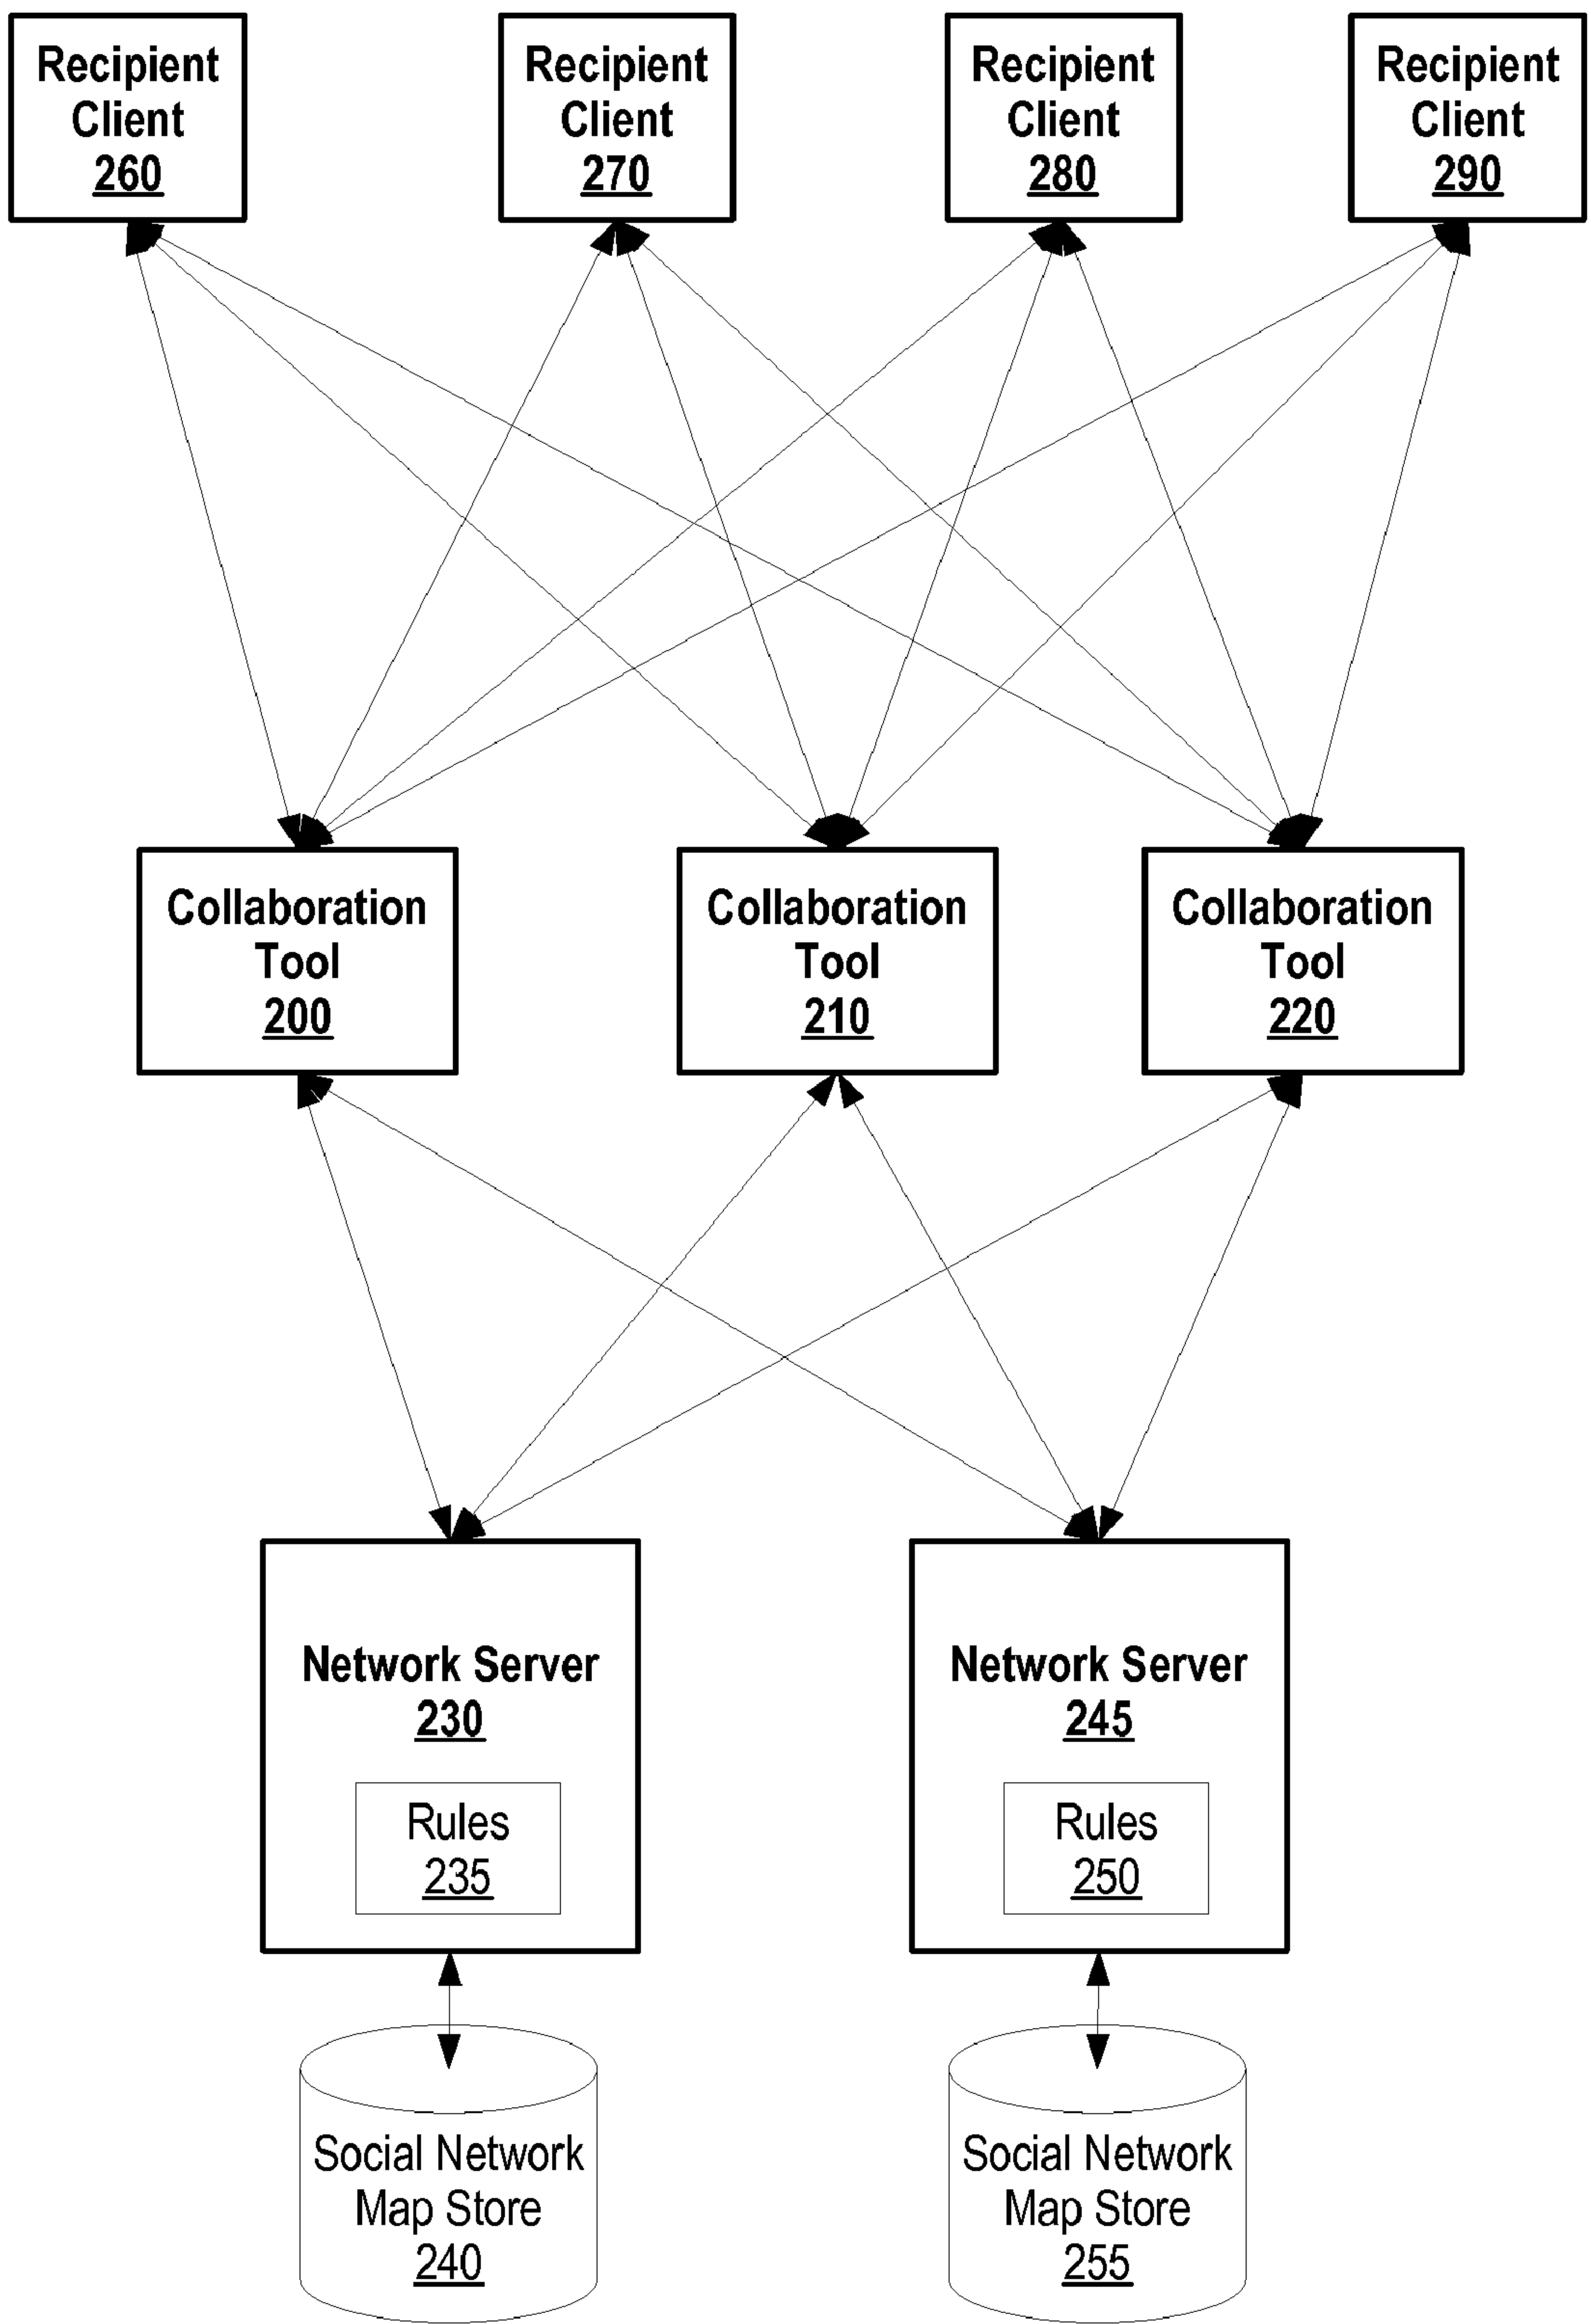 Recipient
Client
260
Recipient
Client
270
Recipient
Client
280
Recipient
Client
290
Collaboration
Tool
200
Collaboration
Tool
210
Collaboration
Tool
220
Network Server
230
Rules
235
Network Server
245
Rules
250
Social Network
Map Store
240
Social Network
Map Store
255